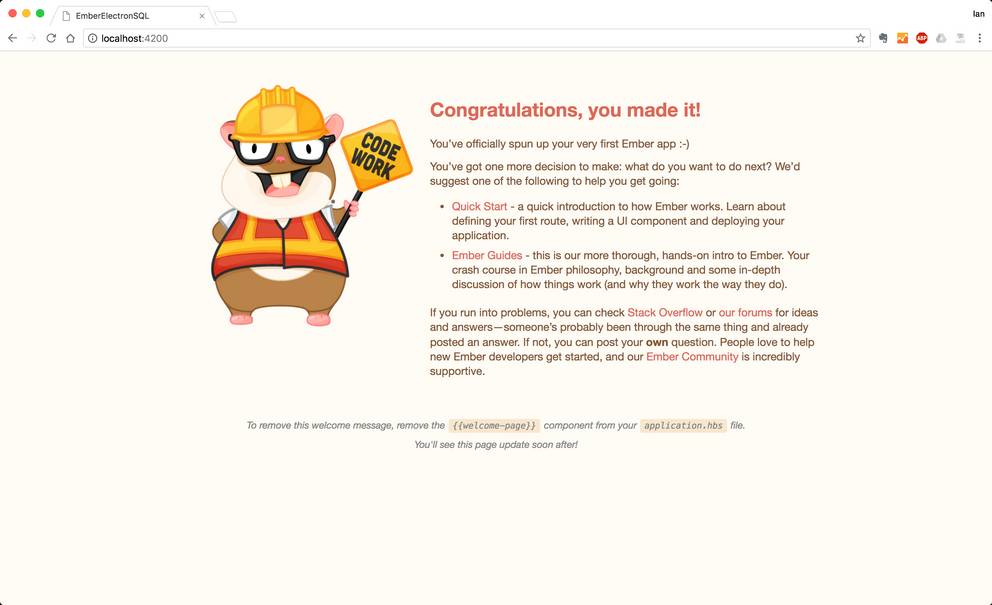 EmberElectronSQL
Ian
localhost:4200
ABP
CODE
WORK
Congratulations, you made it!
You've officially spun up your very first Ember app :-)
You've got one more decision to make: what do you want to do next? We'd
suggest one of the following to help you get going:
• Quick Start - a quick introduction to how Ember works. Learn about
defining your first route, writing a UI component and deploying your
application.
• Ember Guides - this is our more thorough, hands-on intro to Ember. Your
crash course in Ember philosophy, background and some in-depth
discussion of how things work (and why they work the way they do).
If you run into problems, you can check Stack Overflow or our forums for ideas
and answers—someone's probably been through the same thing and already
posted an answer. If not, you can post your own question. People love to help
new Ember developers get started, and our Ember Community is incredibly
supportive.
To remove this welcome message, remove the {{welcome-page}} component from your application.hbs file.
You'll see this page update soon after!